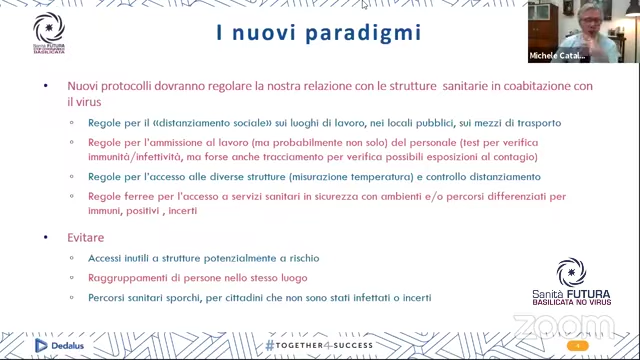 I nuovi paradigmi
Michele Catal...
Sanità FUTURA
BASILICATA
• Nuovi protocolli dovranno regolare la nostra relazione con le strutture sanitarie in coabitazione con
il virus
Regole per il «distanziamento sociale» sui luoghi di lavoro, nei locali pubblici, sui mezzi di trasporto
Regole per l'ammissione al lavoro (ma probabilmente non solo) del personale (test per verifica
immunità/infettività, ma forse anche tracciamento per verifica possibili esposizioni al contagio)
Regole per l'accesso alle diverse strutture (misurazione temperatura) e controllo distanziamento
Regole ferree per l'accesso a servizi sanitari in sicurezza con ambienti e/o percorsi differenziati per
immuni, positivi , incerti
• Evitare
Accessi inutili a strutture potenzialmente a rischio
Raggruppamenti di persone nello stesso luogo
Percorsi sanitari sporchi, per cittadini che non sono stati infettati o incerti
Sanità FUTURA
BASILICATA NO VIRUS
zoom
Dedalus
#TOGETHER4SUCCESS
4